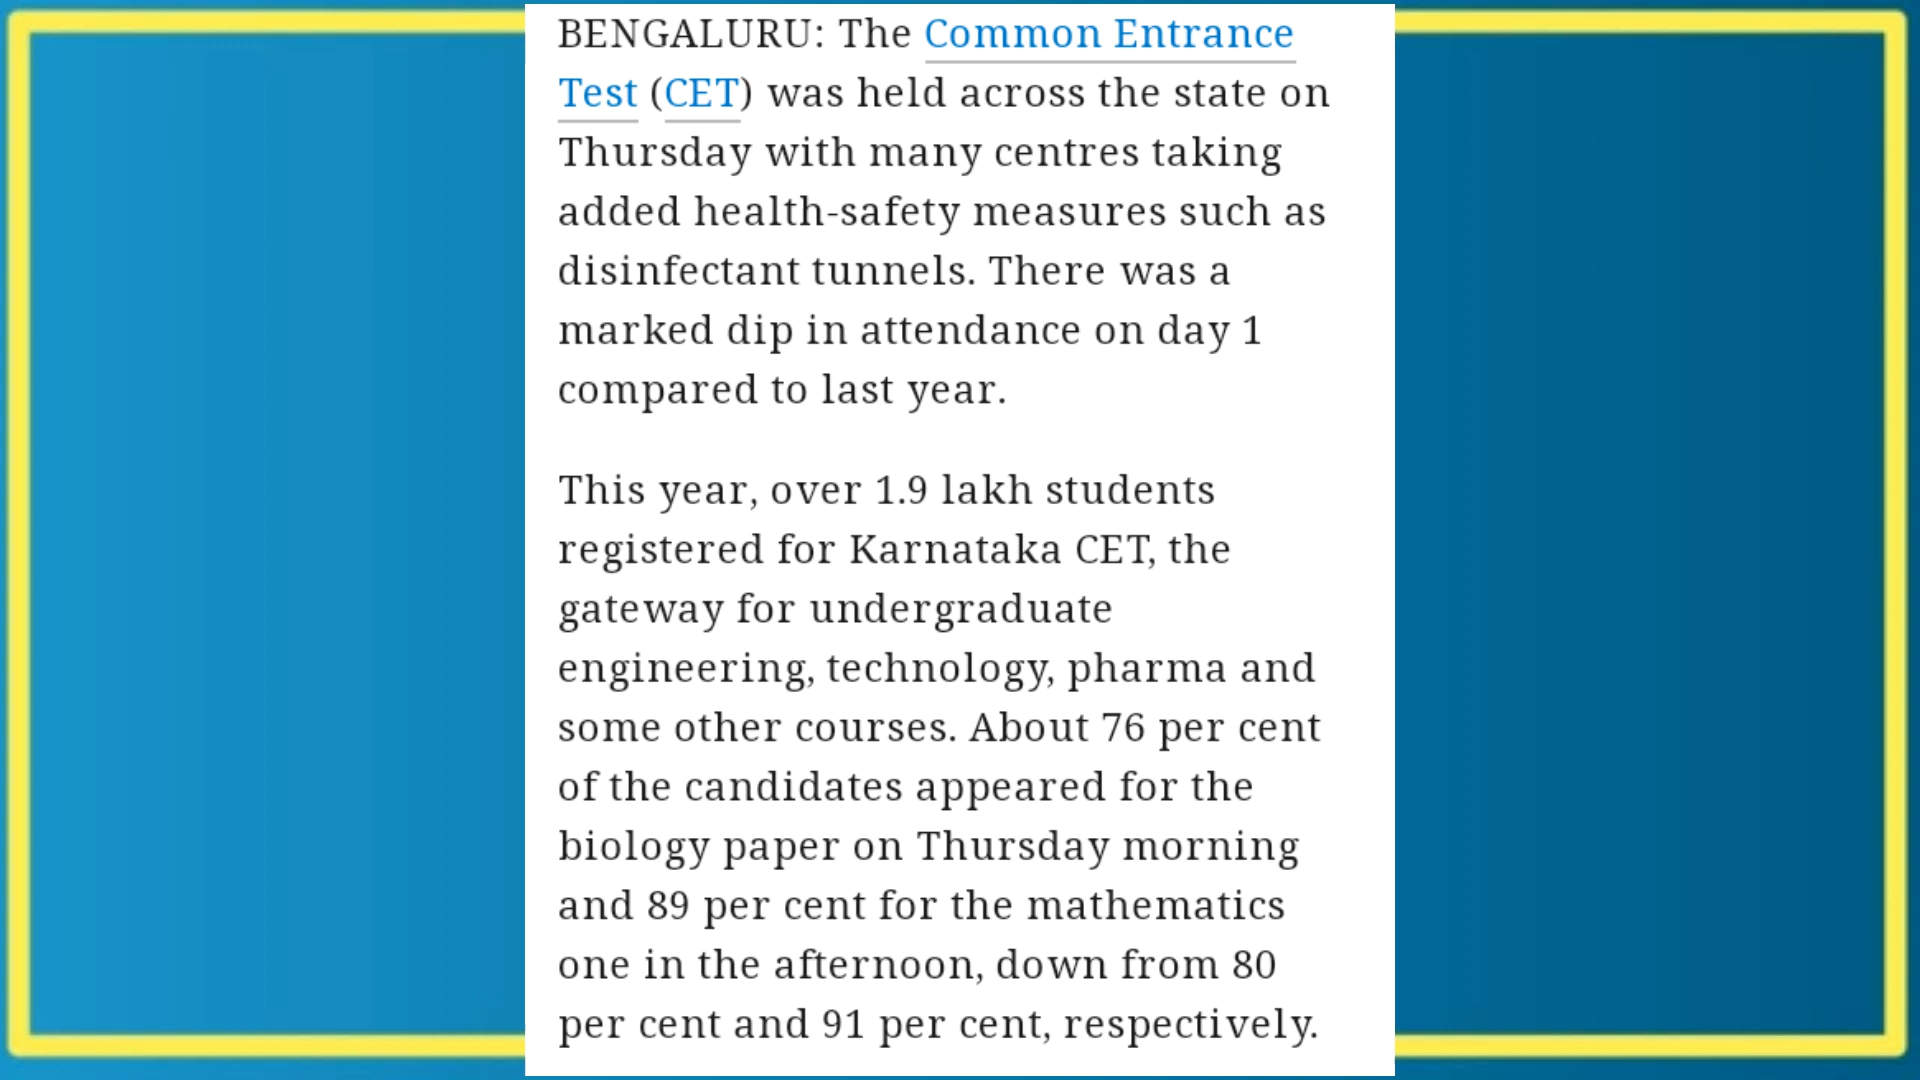 BENGALURU: The Common Entrance
Test (CET) was held across the state on
Thursday with many centres taking
added health-safety measures such as
disinfectant tunnels. There was a
marked dip in attendance on day 1
compared to last year.
This year, over 1.9 lakh students
registered for Karnataka CET, the
gateway for undergraduate
engineering, technology, pharma and
some other courses. About 76 per cent
of the candidates appeared for the
biology paper on Thursday morning
and 89 per cent for the mathematics
one in the afternoon, down from 80
per cent and 91 per cent, respectively.